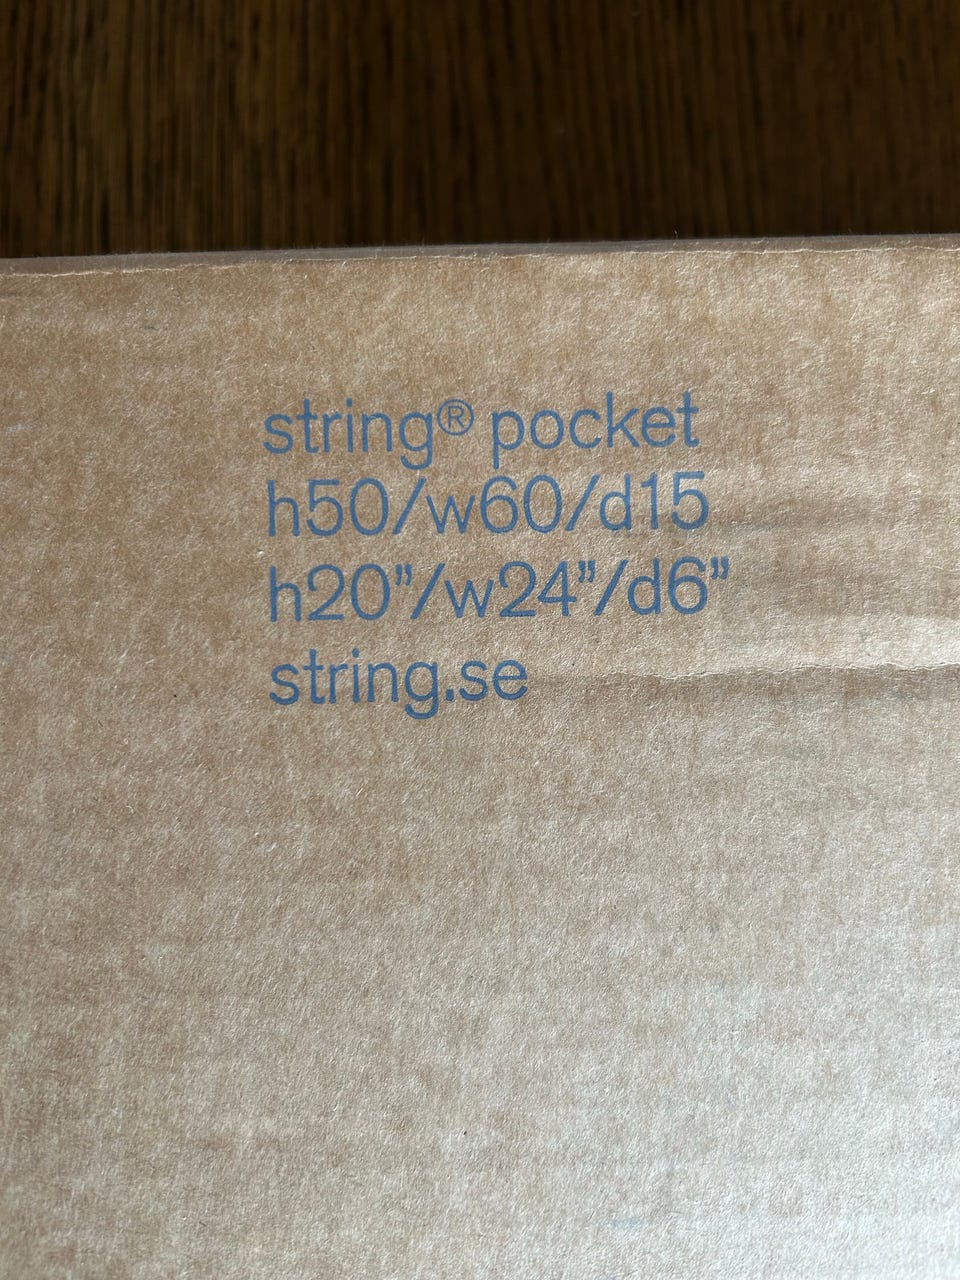 string® pocket
h50/w60/d15
h20”/w24”/d6”
string.se